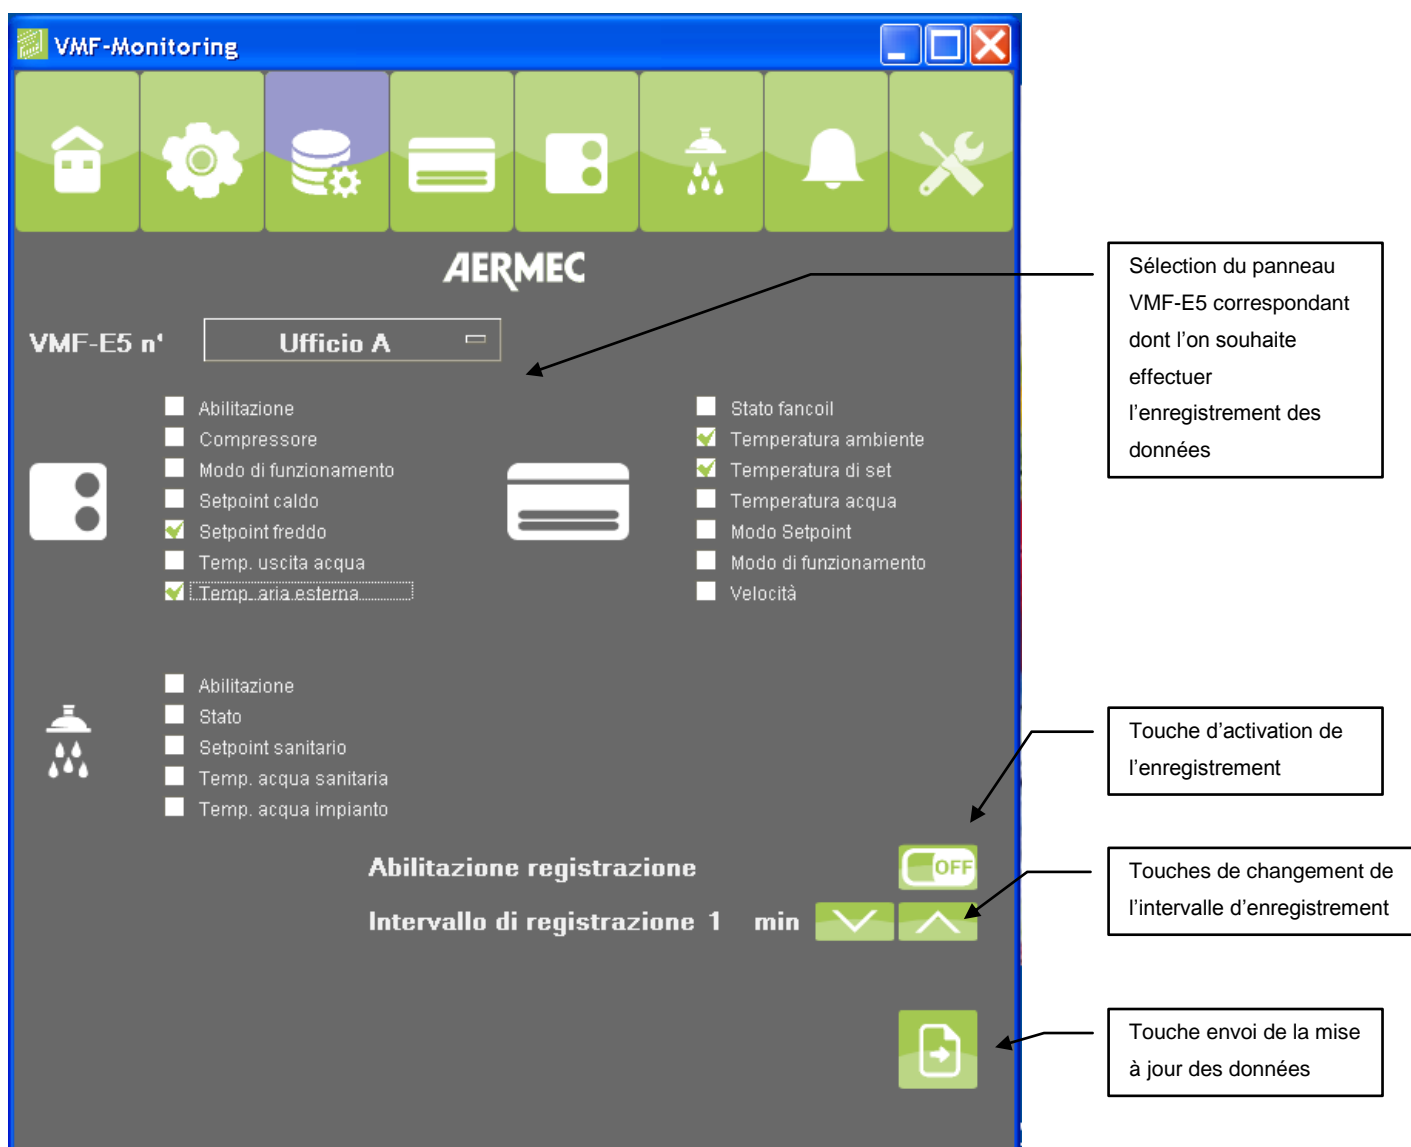 VMF-Monitoring
AERMEC
VMF-E5 n'
Ufficio A
Abilitazione
Compressore
Modo di funzionamento
Setpoint caldo
Setpoint freddo
Temp. uscita acqua
Temp. aria esterna
Stato fancoil
Temperatura ambiente
Temperatura di set
Temperatura acqua
Modo Setpoint
Modo di funzionamento
Velocità
Abilitazione
Stato
Setpoint sanitario
Temp. acqua sanitaria
Temp. acqua impianto
Abilitazione registrazione
OFF
Intervallo di registrazione 1 min
Sélection du panneau
VMF-E5 correspondant
dont l’on souhaite
effectuer
l’enregistrement des
données
Touche d’activation de
l’enregistrement
Touches de changement de
l’intervalle d’enregistrement
Touche envoi de la mise
à jour des données